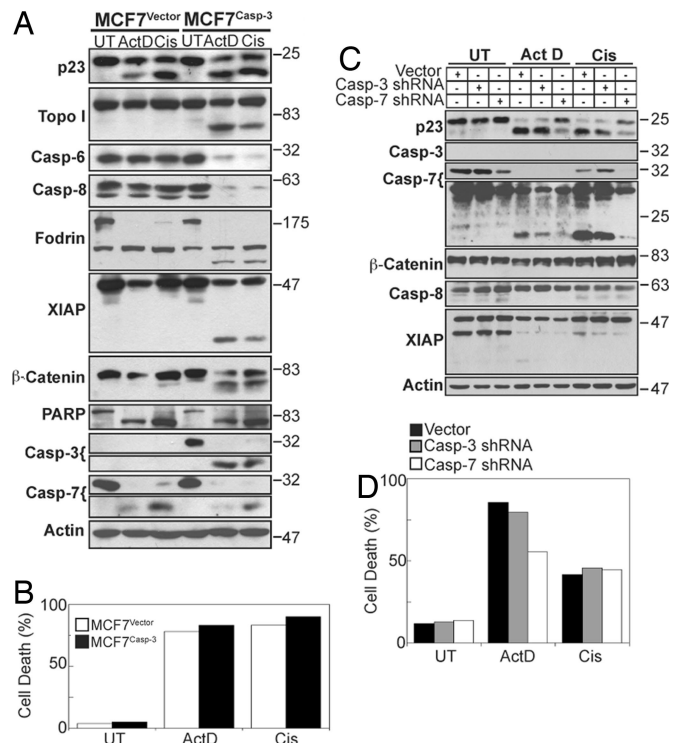 A
MCF7Vector MCF7Casp-3
UT ActD Cis UT ActD Cis
p23
25
Topo I
83
Casp-6
32
Casp-8
63
Fodrin
175
XIAP
47
β-Catenin
83
PARP
83
Casp-3{
32
Casp-7{
32
Actin
47
B
100
50
0
Cell Death (%)
MCF7Vector
MCF7Casp-3
UT ActD Cis
C
UT Act D Cis
Vector + - - + - - + - -
Casp-3 shRNA - + - - + - - + -
Casp-7 shRNA - - + - - + - - +
p23
25
Casp-3
32
Casp-7{
32
25
β-Catenin
83
Casp-8
63
XIAP
47
Actin
47
Vector
Casp-3 shRNA
Casp-7 shRNA
D
100
50
0
Cell Death (%)
UT ActD Cis